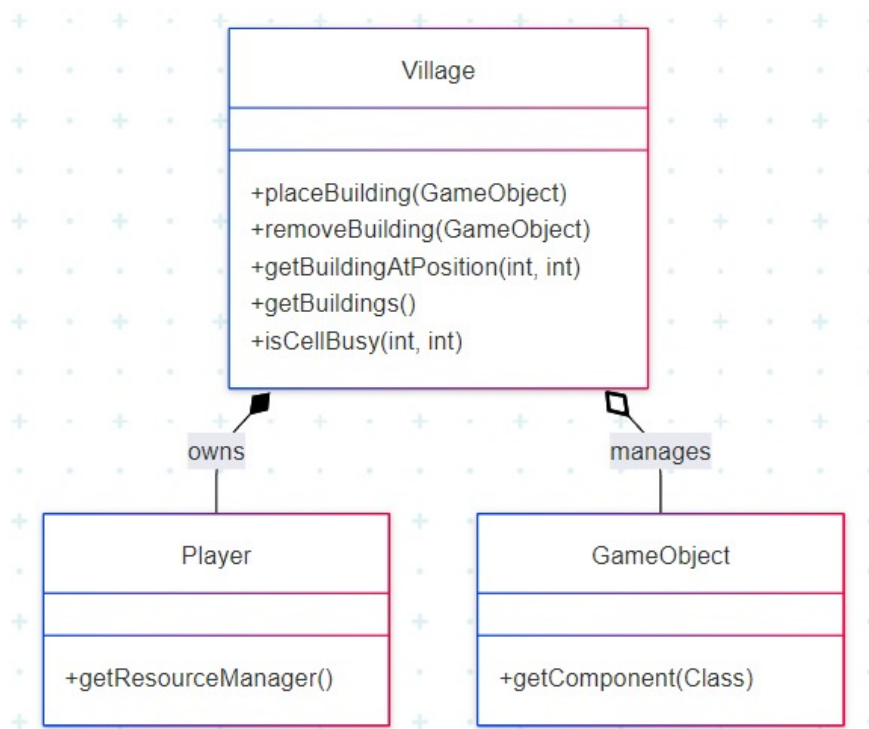 Village
+placeBuilding(GameObject)
+removeBuilding(GameObject)
+getBuildingAtPosition(int, int)
+getBuildings()
+isCellBusy(int, int)
owns
manages
Player
+getResourceManager()
GameObject
+getComponent(Class)